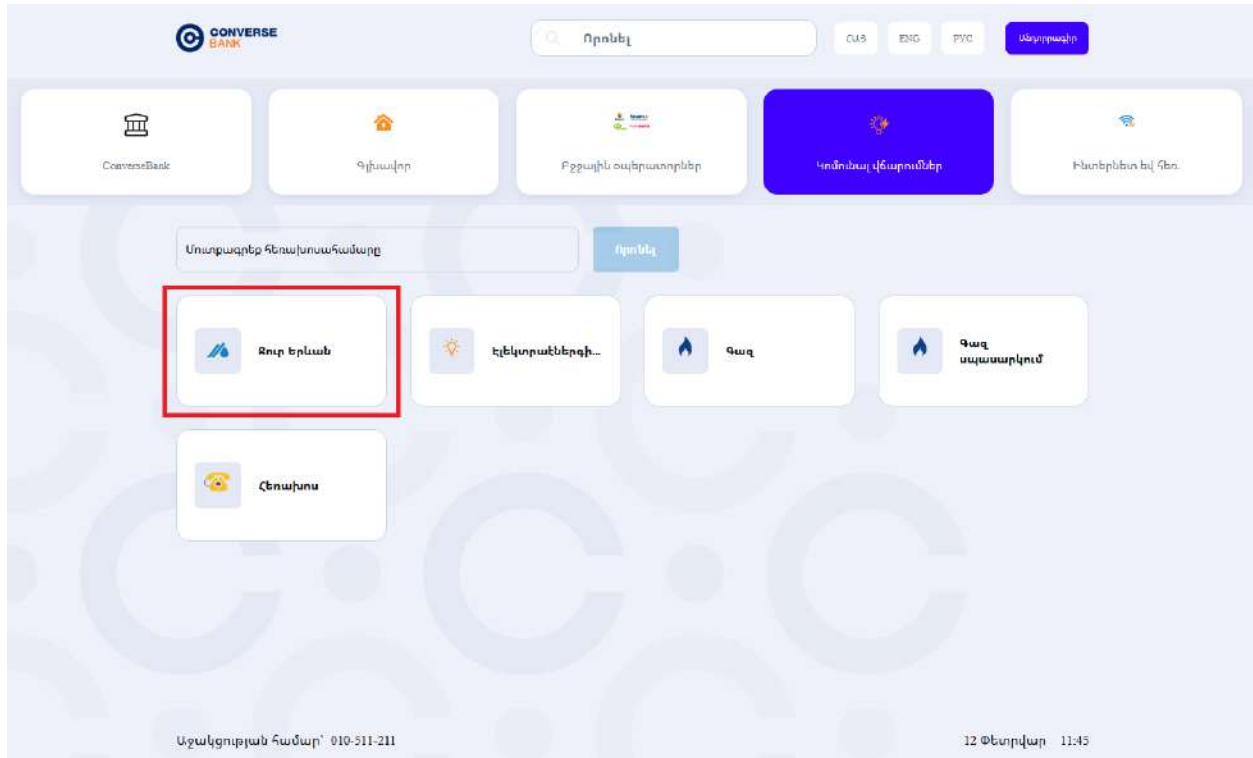 CONVERSE
BANK
Որոնել
ՀԱՅ
ENG
РУС
Անդորրագիր
ConverseBank
Գլխավոր
Բջջային օպերատորներ
Կոմունալ վճարումներ
Ինտերնետ եվ հեռ.
Մուտքագրեք հեռախոսահամարը
Որոնել
Ջուր Երևան
Էլեկտրաէներգի...
Գազ
Գազ
սպասարկում
Հեռախոս
Աջակցության համար՝ 010-511-211
12 Փետրվար 11:45